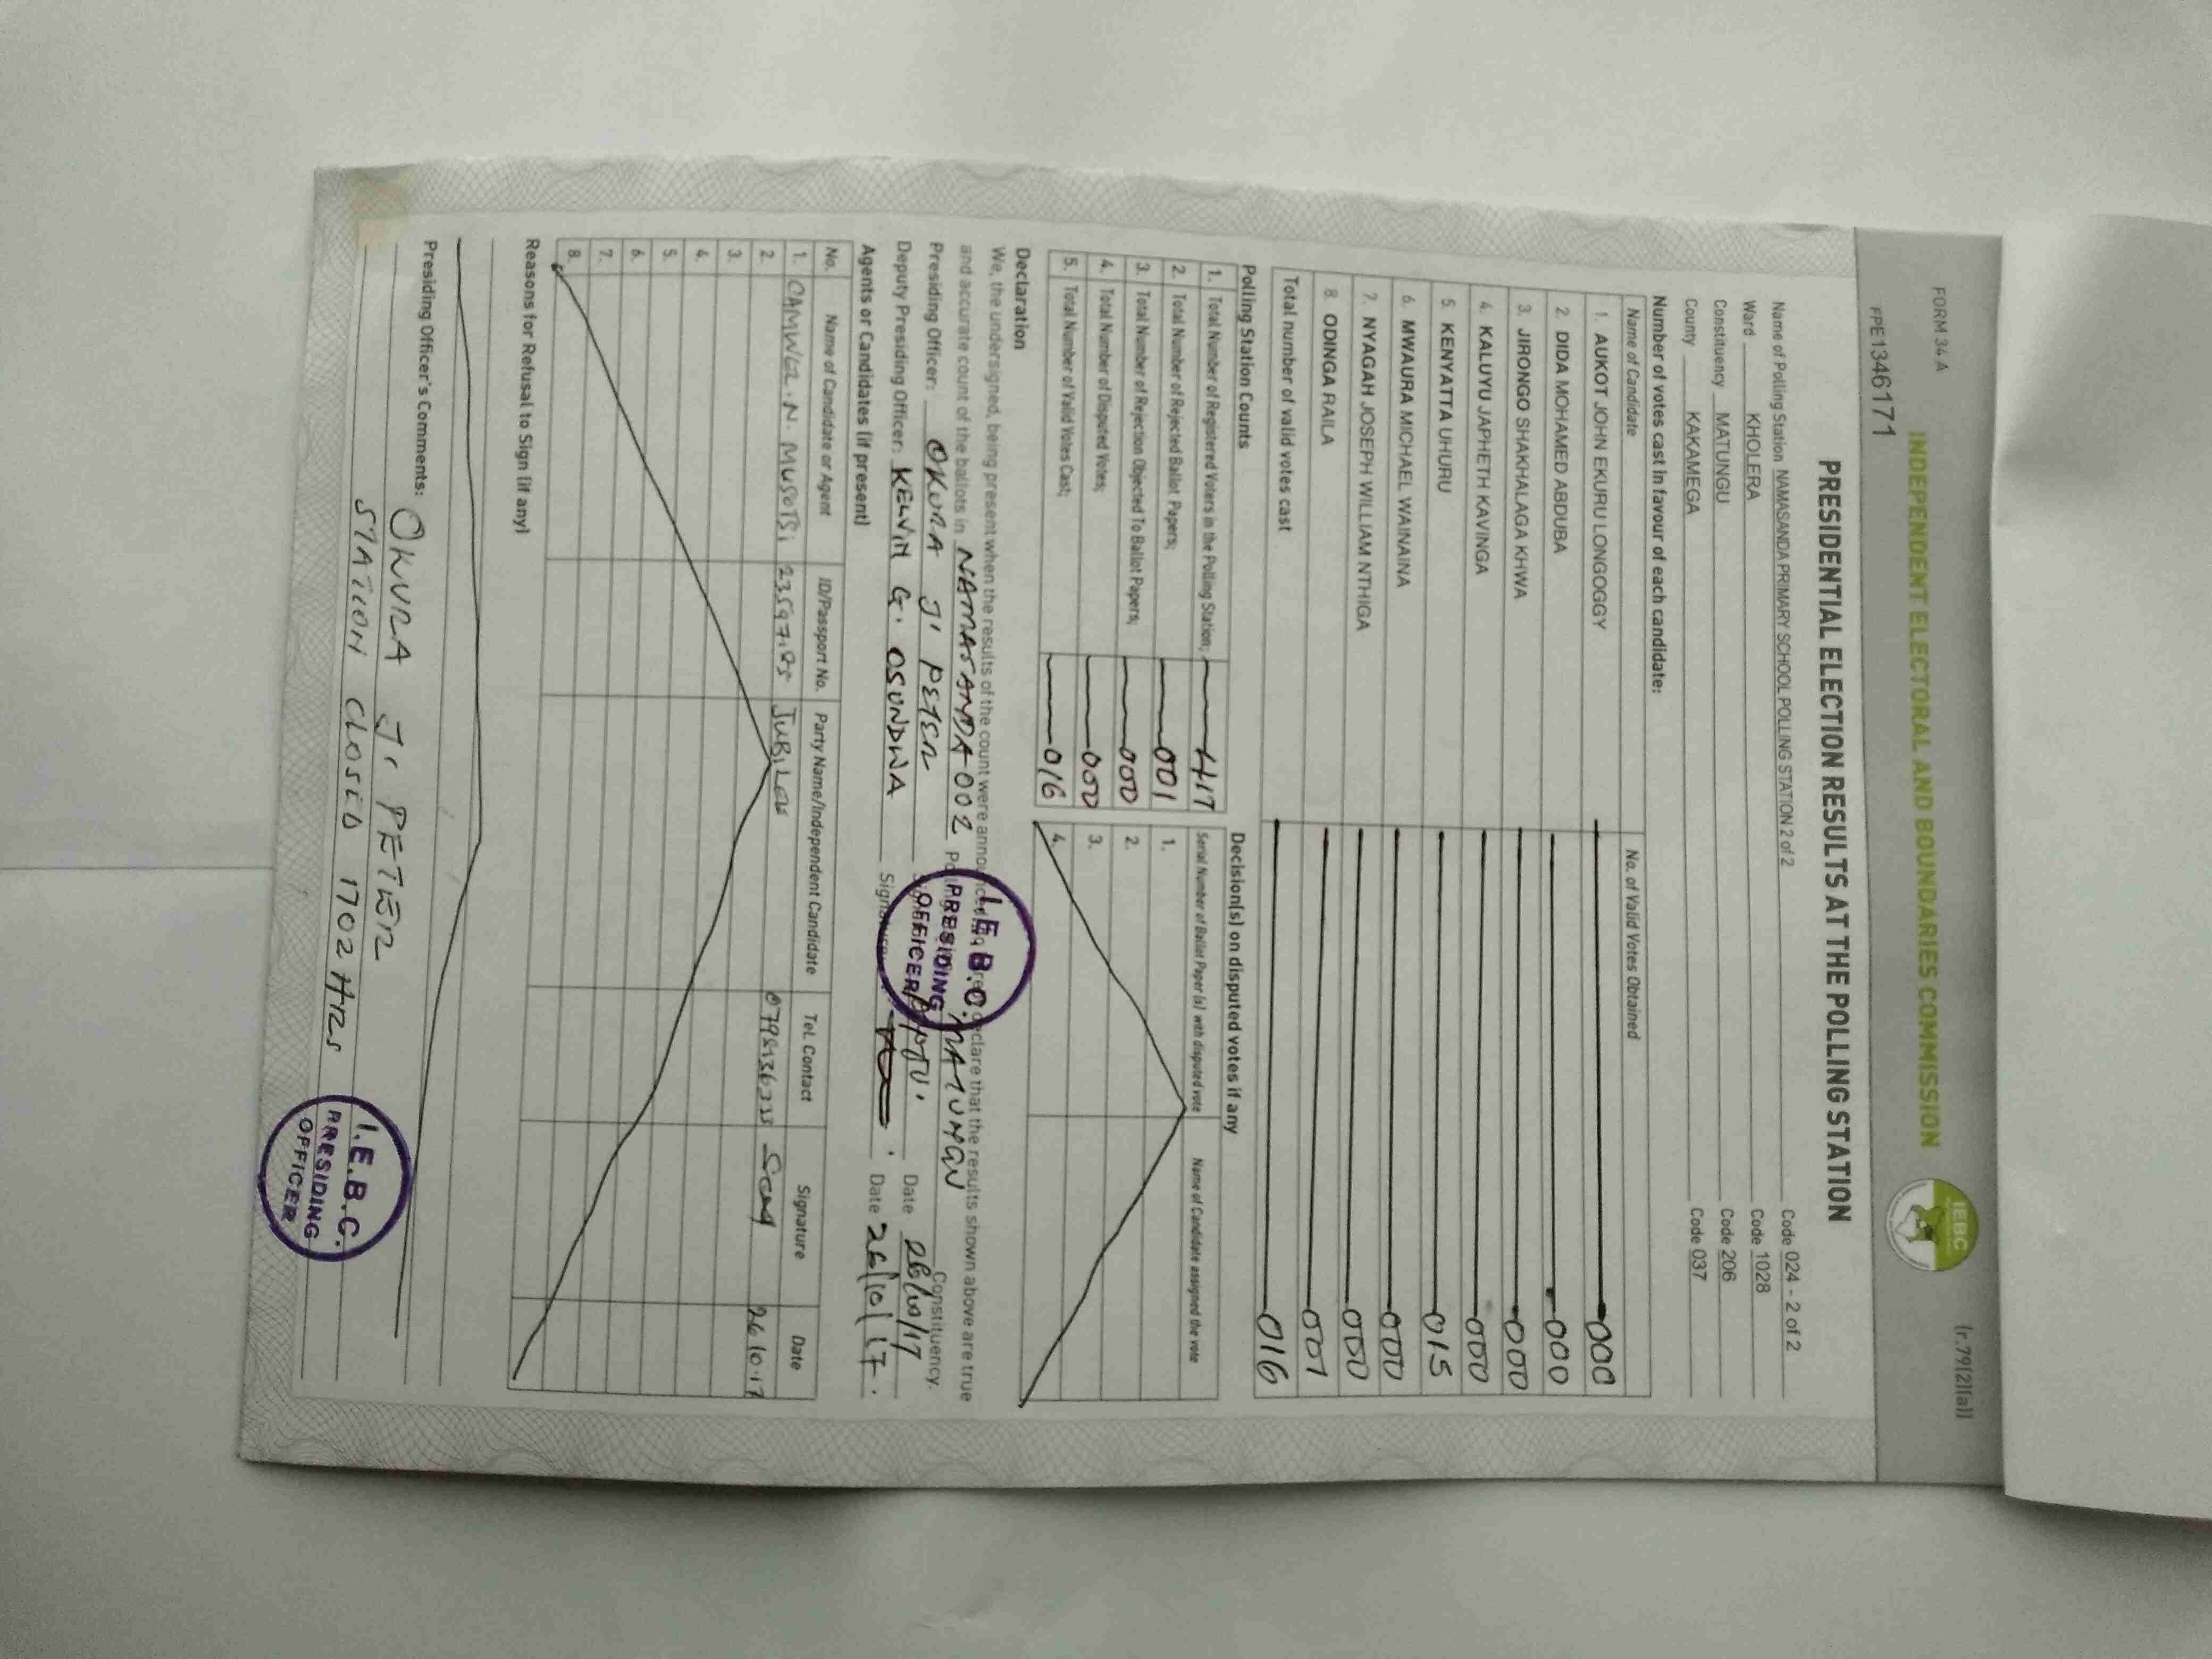 FORM 34 A
(r.79(2)(a))
INDEPENDENT ELECTORAL AND BOUNDARIES COMMISSION
IEBC
PRESIDENTIAL ELECTION RESULTS AT THE POLLING STATION
Name of Polling Station NAMASANDA PRIMARY SCHOOL POLLING STATION 2 of 2 Code 024 - 2 of 2
Ward KHOLERA Code 1028
Constituency MATUNGU Code 206
County KAKAMEGA Code 037
Number of votes cast in favour of each candidate:
Name of Candidate No. of Valid Votes Obtained
1. AUKOT JOHN EKURU LONGOGGY 000
2. DIDA MOHAMED ABDUBA 000
3. JIRONGO SHAKHALAGA KHWA 000
4. KALUYU JAPHETH KAVINGA 000
5. KENYATTA UHURU 015
6. MWAURA MICHAEL WAINAINA 000
7. NYAGAH JOSEPH WILLIAM NTHIGA 000
8. ODINGA RAILA 001
Total number of valid votes cast 016
Polling Station Counts
1. Total Number of Registered Voters in the Polling Station; 417
2. Total Number of Rejected Ballot Papers; 001
3. Total Number of Rejection Objected To Ballot Papers; 000
4. Total Number of Disputed Votes; 000
5. Total Number of Valid Votes Cast; 016
Decision(s) on disputed votes if any
Serial Number of Ballot Paper (s) with disputed vote Name of Candidate assigned the vote
1.
2.
3.
4.
Declaration
We, the undersigned, being present when the results of the count were announced, declare that the results shown above are true
and accurate count of the ballots in NAMASANDA 002 MATUNGU Constituency.
Presiding Officer: OKURA J' PETER Date 26/10/17
Deputy Presiding Officer: KELVIN G. OSUNDWA Signature Date 26/10/17.
I.E.B.C.
PRESIDING
OFFICER
Agents or Candidates (if present)
No. Name of Candidate or Agent ID/Passport No. Party Name/Independent Candidate Tel. Contact Signature Date
1. N. MUSOTSI JUBILEE 26/10.17
2.
3.
4.
5.
6.
7.
8.
Reasons for Refusal to Sign (if any)
Presiding Officer's Comments: OKURA J' PETER
STATION CLOSED 1702 HRS
I.E.B.C.
PRESIDING
OFFICER